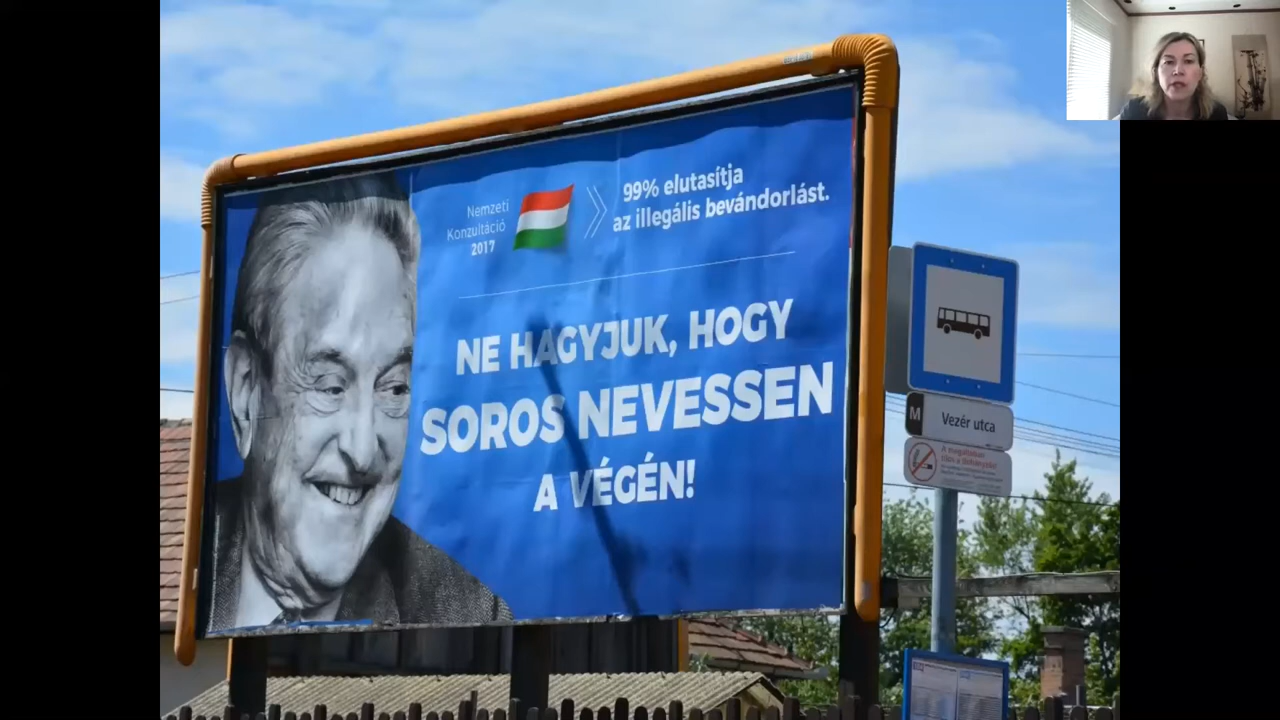 Nemzeti
Konzultáció
2017
99% elutasítja
az illegális bevándorlást.
NE HAGYJUK, HOGY
SOROS NEVESSEN
A VÉGÉN!
M
Vezér utca